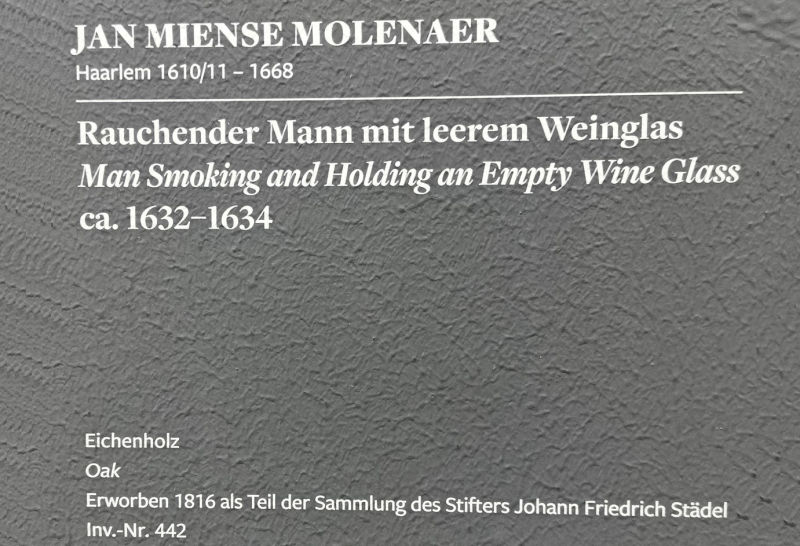 JAN MIENSE MOLENAER
Haarlem 1610/11 – 1668
Rauchender Mann mit leerem Weinglas
Man Smoking and Holding an Empty Wine Glass
ca. 1632–1634
Eichenholz
Oak
Erworben 1816 als Teil der Sammlung des Stifters Johann Friedrich Städel
Inv.-Nr. 442